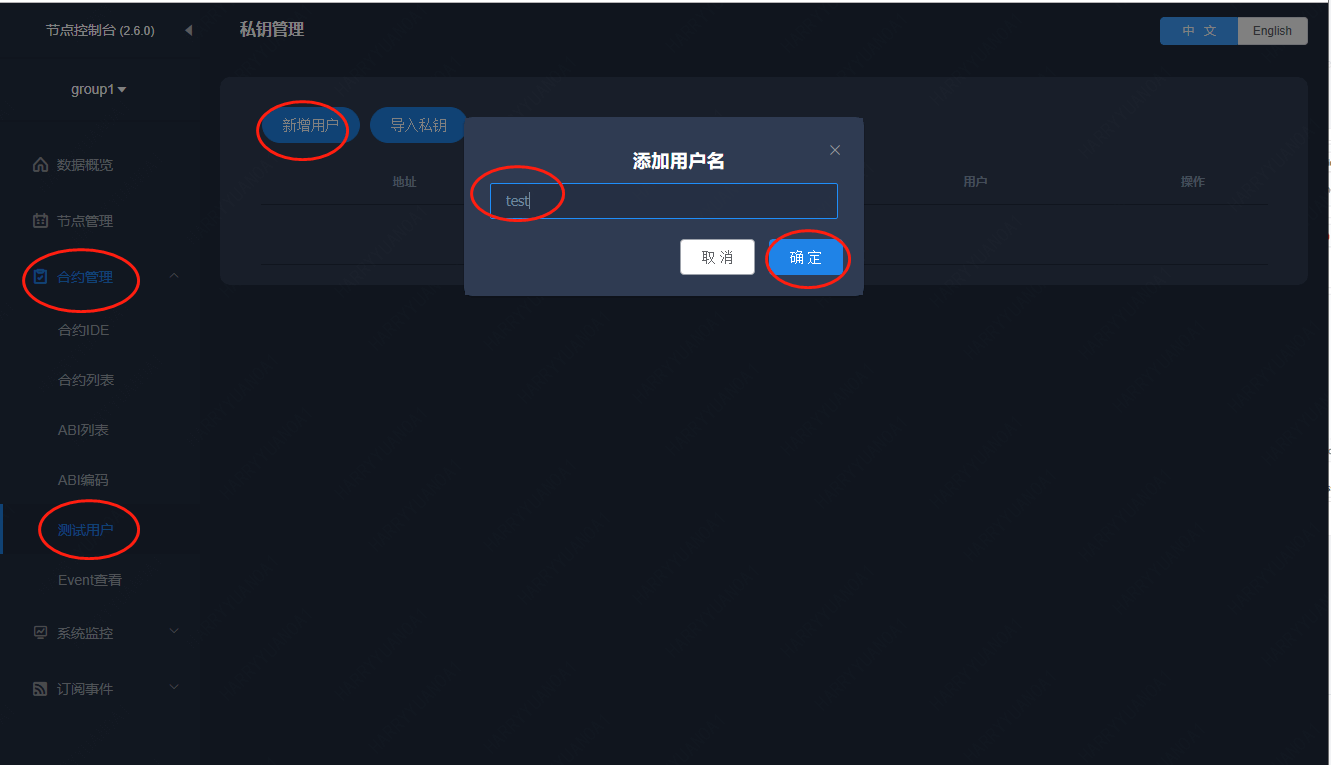 节点控制台 (2.6.0)
私钥管理
中 文
English
group1
新增用户
导入私钥
添加用户名
test
取 消
确 定
地址
用户
操作
数据概览
节点管理
合约管理
合约IDE
合约列表
ABI列表
ABI编码
测试用户
Event查看
系统监控
订阅事件